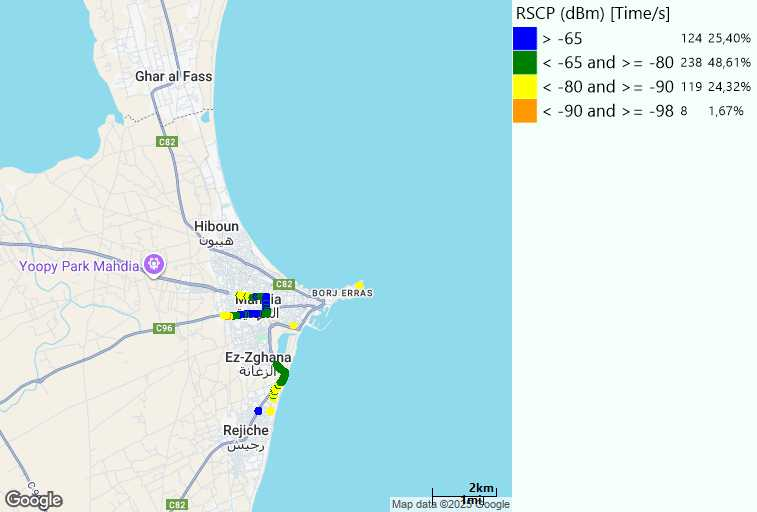 RSCP (dBm) [Time/s]
> -65 124 25,40%
< -65 and >= -80 238 48,61%
< -80 and >= -90 119 24,32%
< -90 and >= -98 8 1,67%
Ghar al Fass
C82
Hiboun
هيبون
Yoopy Park Mahdia
C82
BORJ ERRAS
Mahdia
المهدية
C96
Ez-Zghana
الزغانة
Rejiche
رجيش
2km
1mi
C82
Google
Map data ©2025 Google